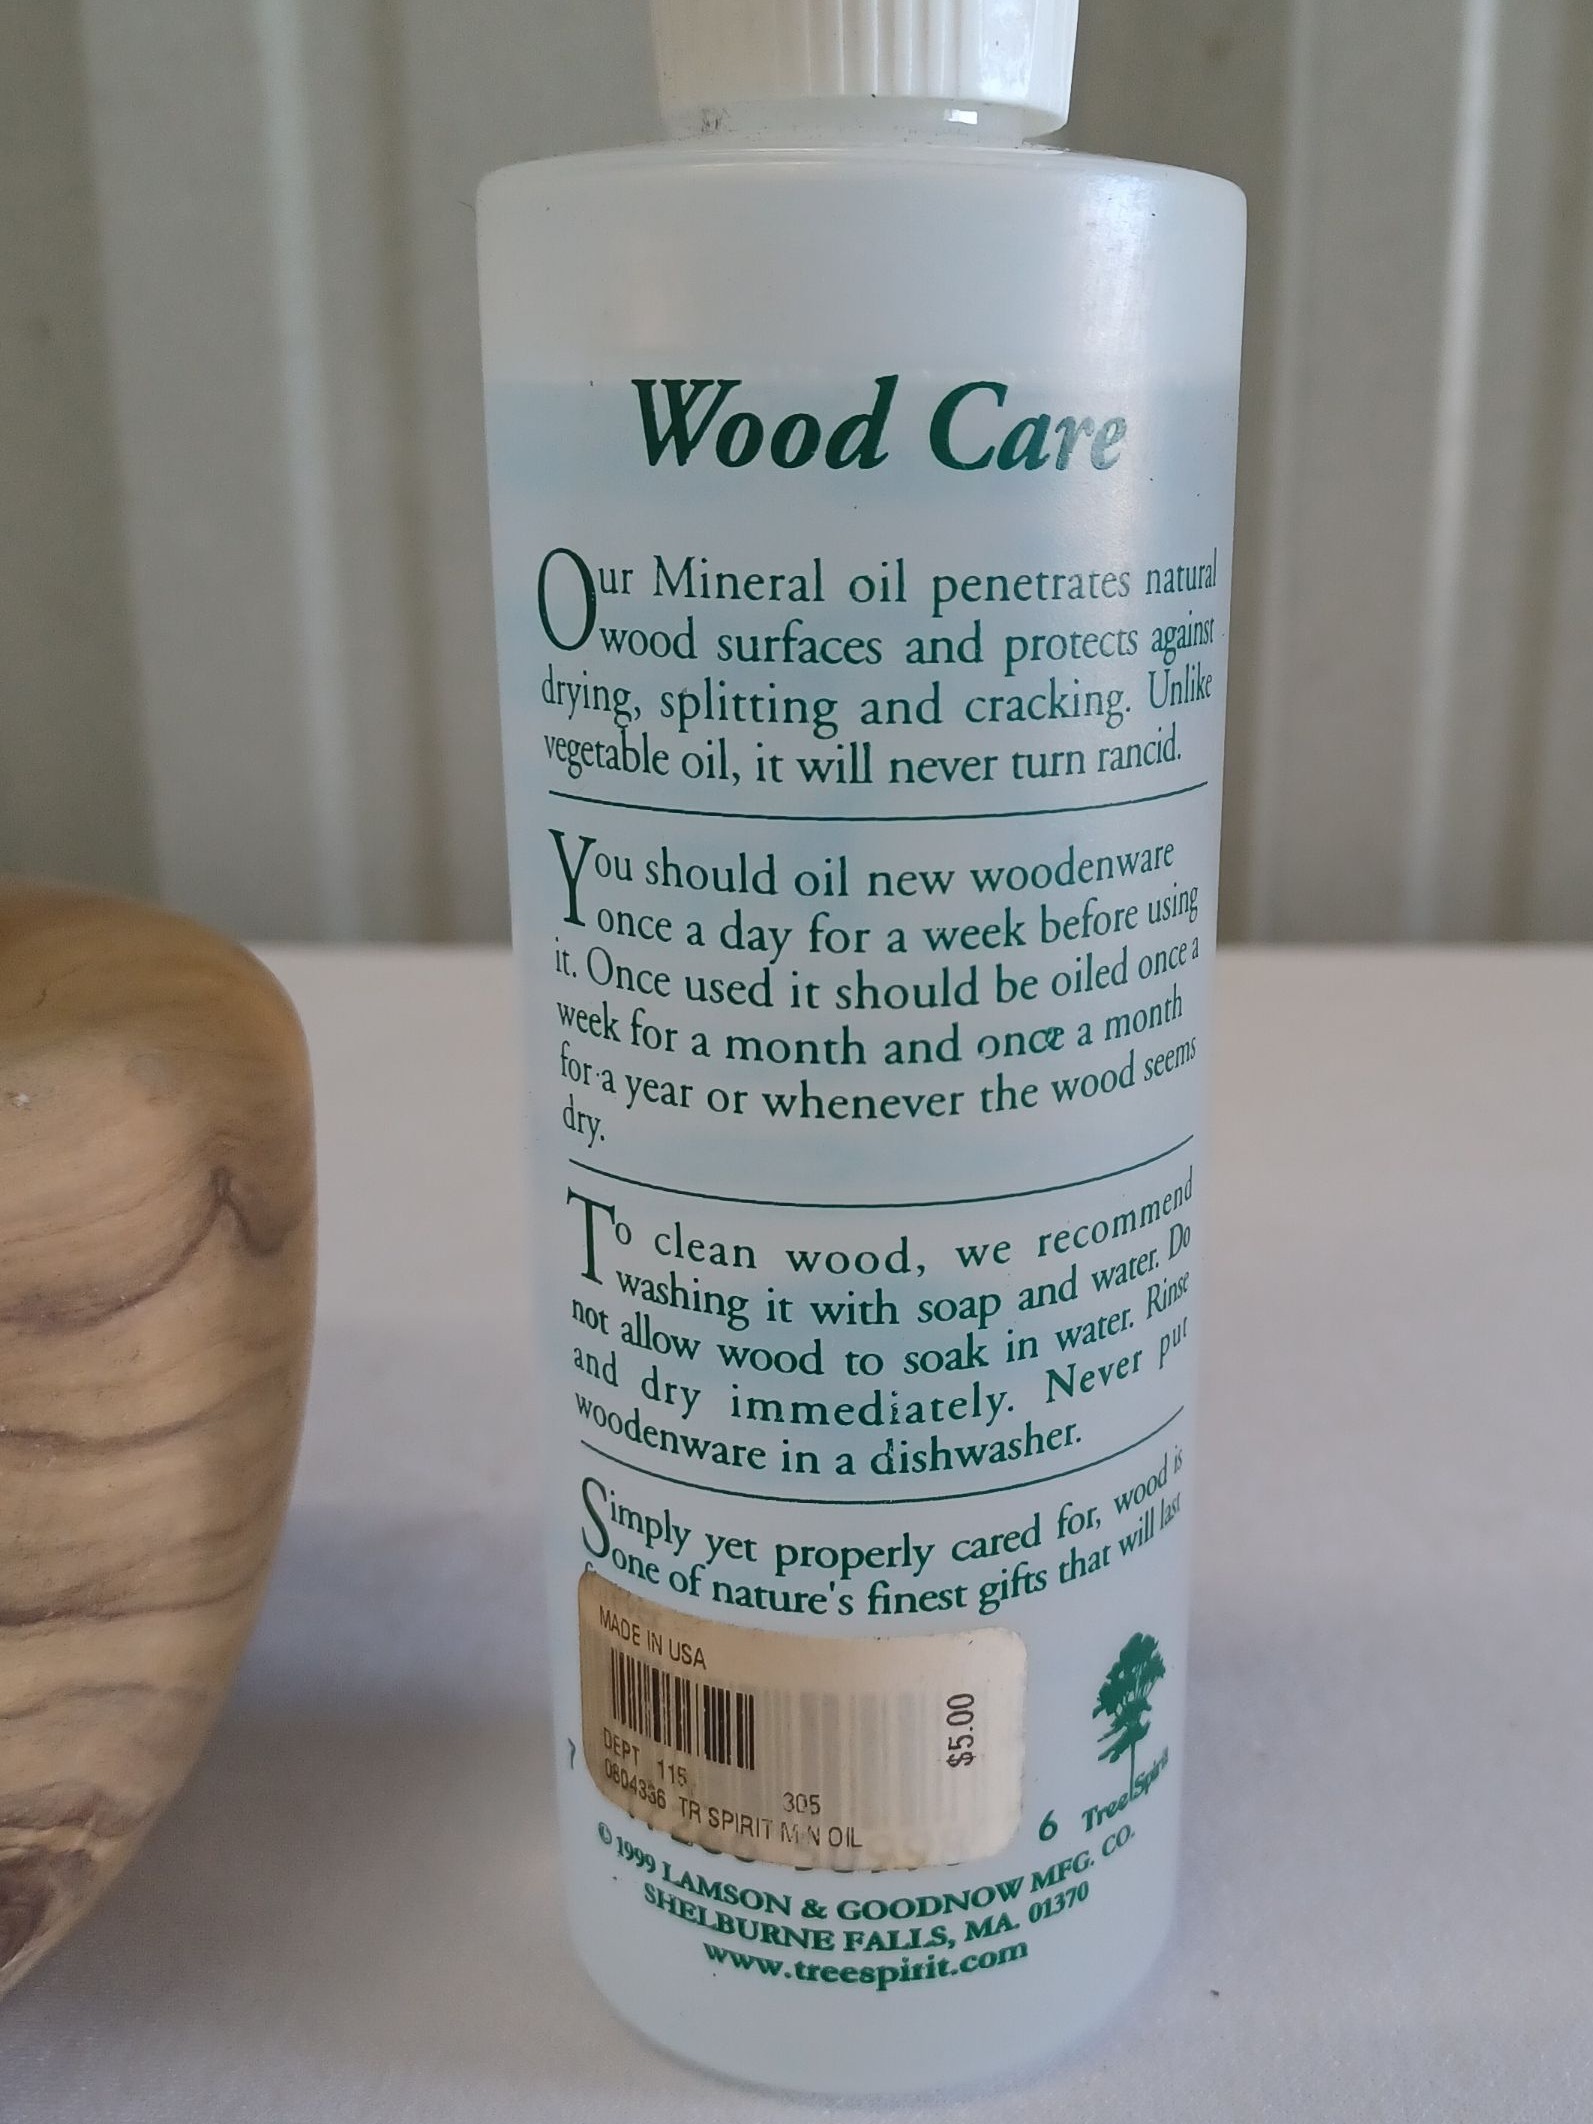 Wood Care
Our Mineral oil penetrates natural
wood surfaces and protects against
drying, splitting and cracking. Unlike
vegetable oil, it will never turn rancid.
You should oil new woodenware
once a day for a week before using
it. Once used it should be oiled once a
week for a month and once a month
for a year or whenever the wood seems
dry.
To clean wood, we recommend
washing it with soap and water. Do
not allow wood to soak in water. Rinse
and dry immediately. Never put
woodenware in a dishwasher.
Simply yet properly cared for, wood is
one of nature's finest gifts that will last
MADE IN USA
$5.00
DEPT 115
305
0804336 TR SPIRIT MIN OIL
7
6
Tree Spirit
© 1999 LAMSON & GOODNOW MFG. CO.
SHELBURNE FALLS, MA. 01370
www.treespirit.com